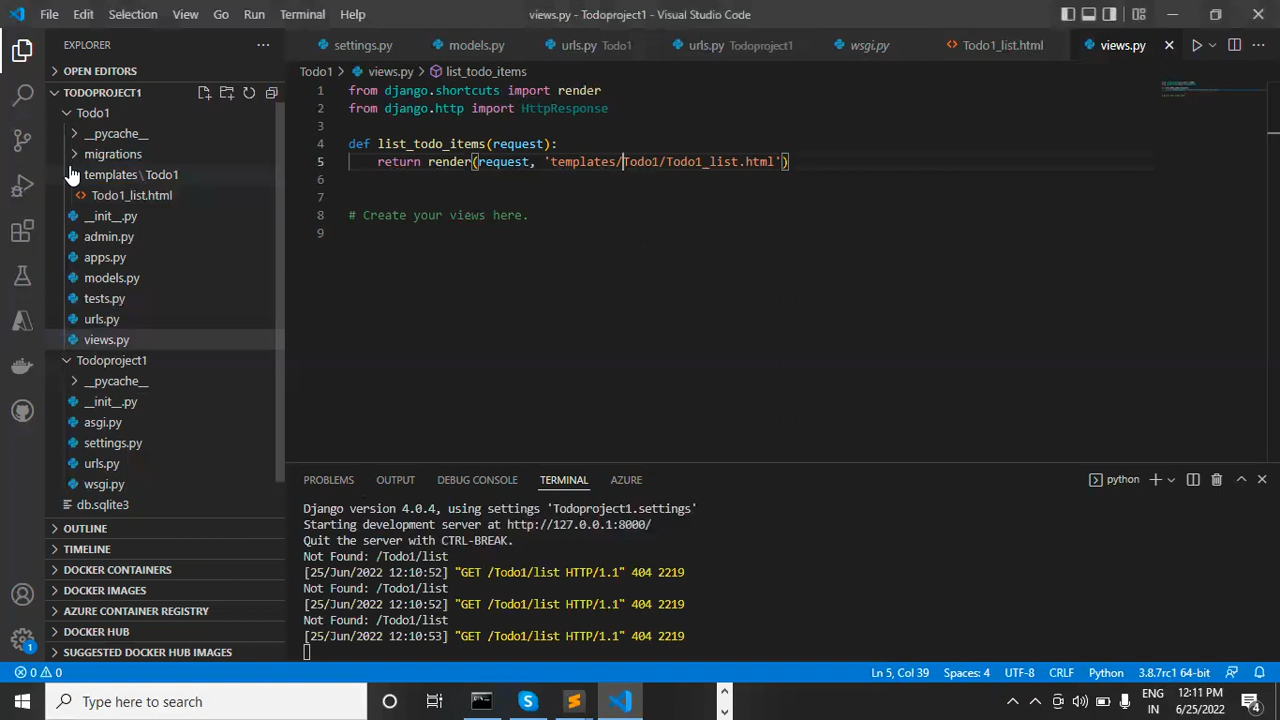 File Edit Selection View Go Run Terminal Help
views.py - Todoproject1 - Visual Studio Code
EXPLORER
OPEN EDITORS
TODOPROJECT1
Todo1
__pycache__
migrations
templates \ Todo1
<> Todo1_list.html
__init__.py
admin.py
apps.py
models.py
tests.py
urls.py
views.py
Todoproject1
__pycache__
__init__.py
asgi.py
settings.py
urls.py
wsgi.py
db.sqlite3
OUTLINE
TIMELINE
DOCKER CONTAINERS
DOCKER IMAGES
AZURE CONTAINER REGISTRY
DOCKER HUB
SUGGESTED DOCKER HUB IMAGES
settings.py models.py urls.py Todo1 urls.py Todoproject1 wsgi.py <> Todo1_list.html views.py
Todo1 > views.py > list_todo_items
1 from django.shortcuts import render
2 from django.http import HttpResponse
3
4 def list_todo_items(request):
5 return render(request, 'templates/Todo1/Todo1_list.html')
6
7
8 # Create your views here.
9
PROBLEMS OUTPUT DEBUG CONSOLE TERMINAL AZURE
python
Django version 4.0.4, using settings 'Todoproject1.settings'
Starting development server at http://127.0.0.1:8000/
Quit the server with CTRL-BREAK.
Not Found: /Todo1/list
[25/Jun/2022 12:10:52] "GET /Todo1/list HTTP/1.1" 404 2219
Not Found: /Todo1/list
[25/Jun/2022 12:10:52] "GET /Todo1/list HTTP/1.1" 404 2219
Not Found: /Todo1/list
[25/Jun/2022 12:10:53] "GET /Todo1/list HTTP/1.1" 404 2219
1
0 0
Ln 5, Col 39 Spaces: 4 UTF-8 CRLF Python 3.8.7rc1 64-bit
Type here to search
ENG
IN
12:11 PM
6/25/2022
4